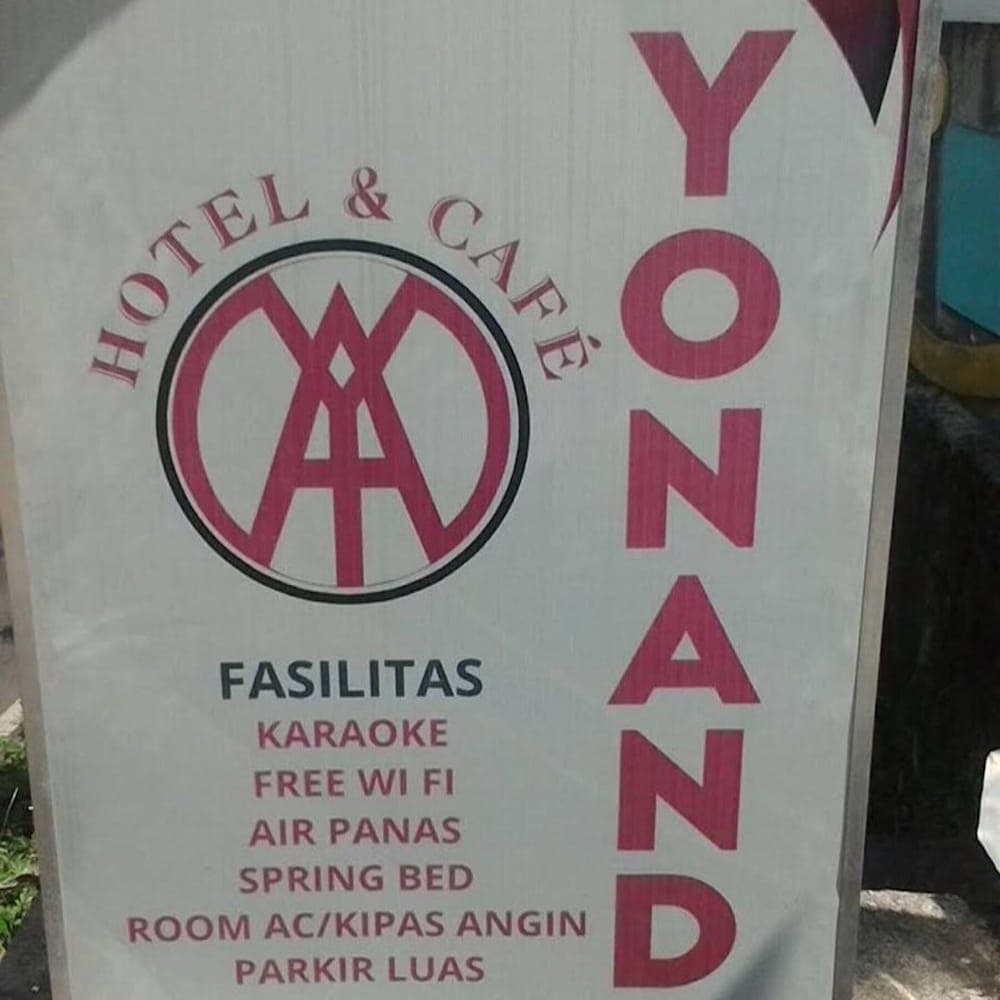 HOTEL & CAFÉ
FASILITAS
KARAOKE
FREE WI FI
AIR PANAS
SPRING BED
ROOM AC/KIPAS ANGIN
PARKIR LUAS
YONAND